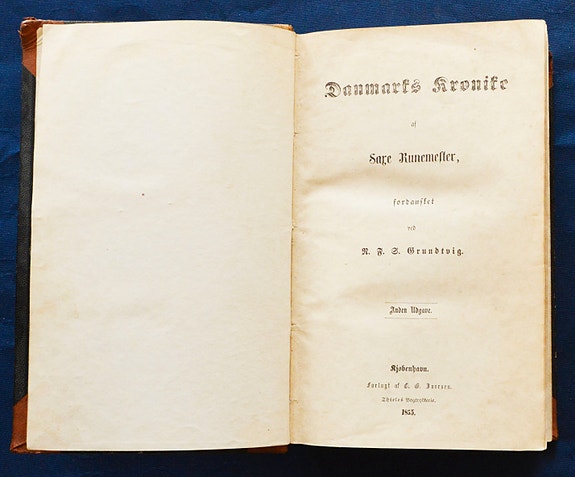 Danmarks Krønike
af
Saxe Runemester,
fordansket
ved
N. F. S. Grundtvig.
Anden Udgave.
Kjøbenhavn.
Forlagt af C. G. Iversen.
Thieles Bogtrykkeri.
1855.